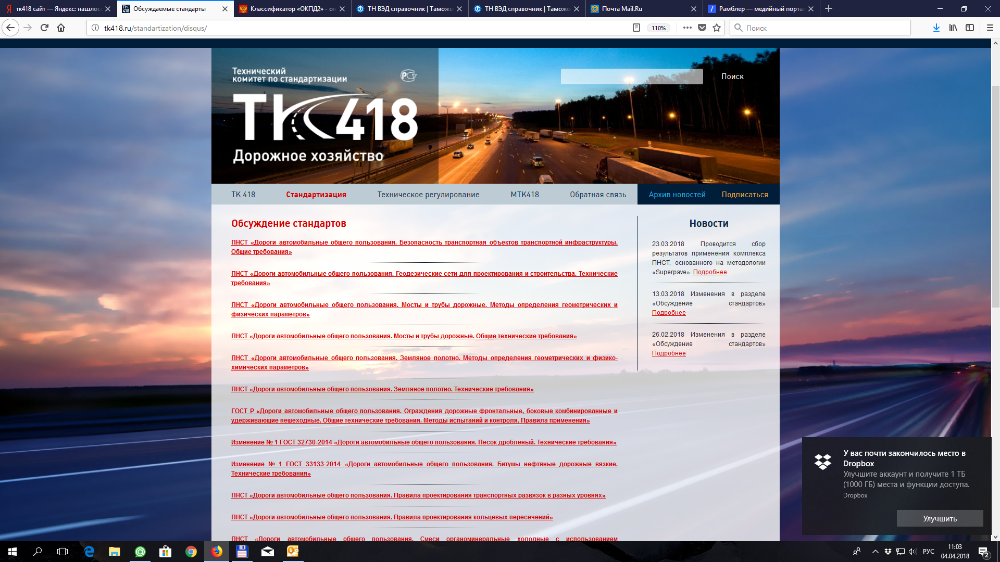 тк418 сайт — Яндекс: нашлос
Обсуждаемые стандарты
Классификатор «ОКПД2» - он
ТН ВЭД справочник | Таможе
ТН ВЭД справочник | Таможе
Почта Mail.Ru
Рамблер — медийный портал
tk418.ru/standartization/disqus/
110%
Поиск
Технический
комитет по стандартизации
ТК 418
Дорожное хозяйство
Поиск
ТК 418
Стандартизация
Техническое регулирование
МТК418
Обратная связь
Архив новостей
Подписаться
Обсуждение стандартов
ПНСТ «Дороги автомобильные общего пользования. Безопасность транспортная объектов транспортной инфраструктуры.
Общие требования»
ПНСТ «Дороги автомобильные общего пользования. Геодезические сети для проектирования и строительства. Технические
требования»
ПНСТ «Дороги автомобильные общего пользования. Мосты и трубы дорожные. Методы определения геометрических и
физических параметров»
ПНСТ «Дороги автомобильные общего пользования. Мосты и трубы дорожные. Общие технические требования»
ПНСТ «Дороги автомобильные общего пользования. Земляное полотно. Методы определения геометрических и физико-
химических параметров»
ПНСТ «Дороги автомобильные общего пользования. Земляное полотно. Технические требования»
ГОСТ Р «Дороги автомобильные общего пользования. Ограждения дорожные фронтальные, боковые комбинированные и
удерживающие пешеходные. Общие технические требования. Методы испытаний и контроля. Правила применения»
Изменение № 1 ГОСТ 32730-2014 «Дороги автомобильные общего пользования. Песок дробленый. Технические требования»
Изменение № 1 ГОСТ 33133-2014 «Дороги автомобильные общего пользования. Битумы нефтяные дорожные вязкие.
Технические требования»
ПНСТ «Дороги автомобильные общего пользования. Правила проектирования транспортных развязок в разных уровнях»
ПНСТ «Дороги автомобильные общего пользования. Правила проектирования кольцевых пересечений»
ПНСТ «Дороги автомобильные общего пользования. Смеси органоминеральные холодные с использованием
Новости
23.03.2018 Проводится сбор
результатов применения комплекса
ПНСТ, основанного на методологии
«Superpave». Подробнее
13.03.2018 Изменения в разделе
«Обсуждение стандартов»
Подробнее
26.02.2018 Изменения в разделе
«Обсуждение стандартов»
Подробнее
У вас почти закончилось место в
Dropbox
Улучшите аккаунт и получите 1 ТБ
(1000 ГБ) места и функции доступа.
Dropbox
Улучшить
РУС
11:03
04.04.2018
2